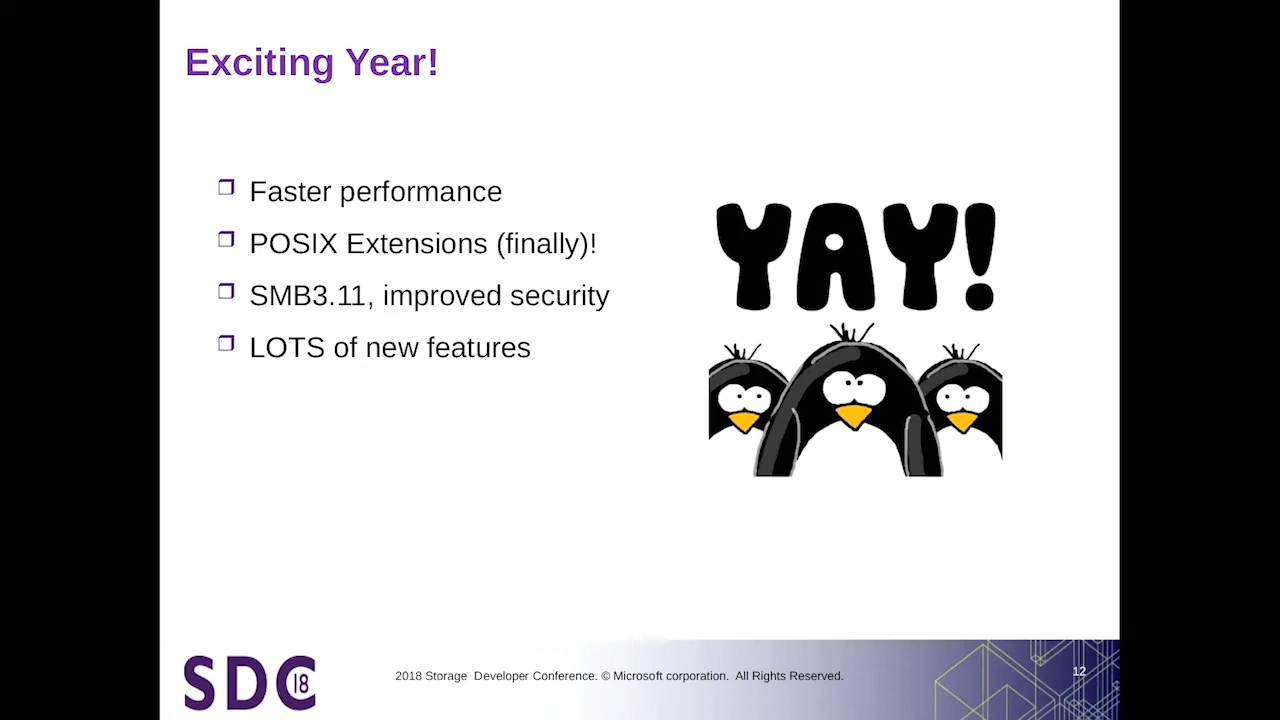 Exciting Year!
❐ Faster performance
❐ POSIX Extensions (finally)!
❐ SMB3.11, improved security
❐ LOTS of new features
YAY!
SDC 18
2018 Storage Developer Conference. © Microsoft corporation. All Rights Reserved.
12